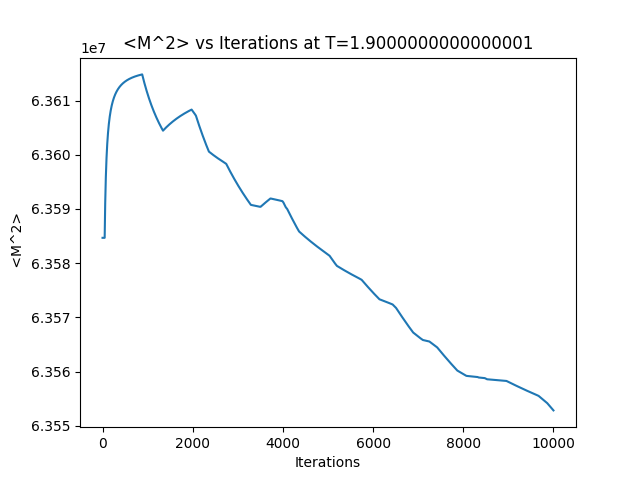 <M^2> vs Iterations at T=1.9000000000000001
1e7
6.361
6.360
6.359
6.358
6.357
6.356
6.355
<M^2>
0 2000 4000 6000 8000 10000
Iterations